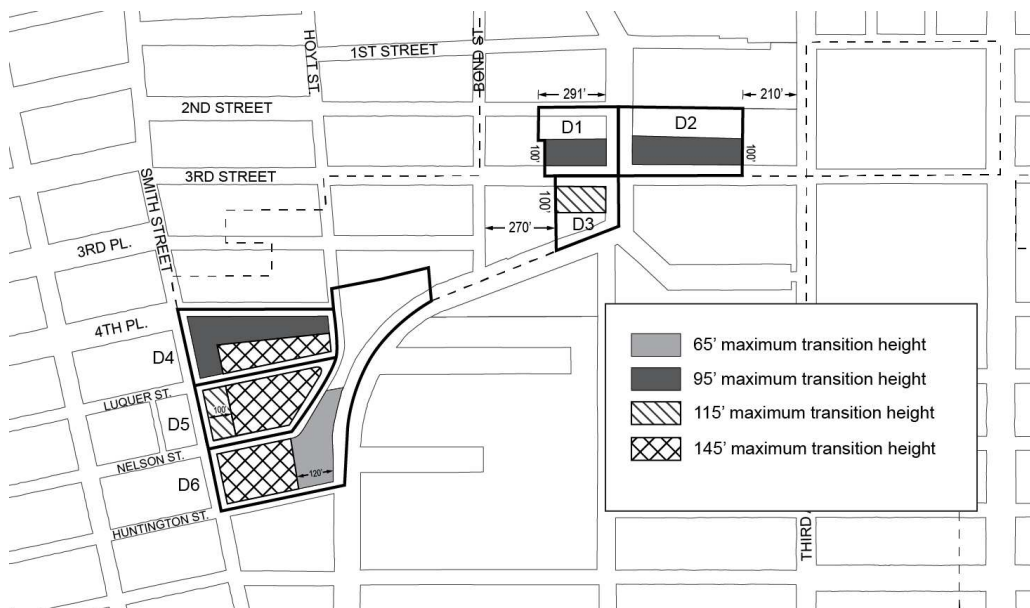 HOYT ST.
1ST STREET
BOND ST.
2ND STREET
291'
210'
D1
D2
100'
100'
3RD STREET
SMITH STREET
100'
D3
270'
3RD PL.
4TH PL.
D4
LUQUER ST.
100'
D5
NELSON ST.
D6
120'
HUNTINGTON ST.
65' maximum transition height
95' maximum transition height
115' maximum transition height
145' maximum transition height
THIRD